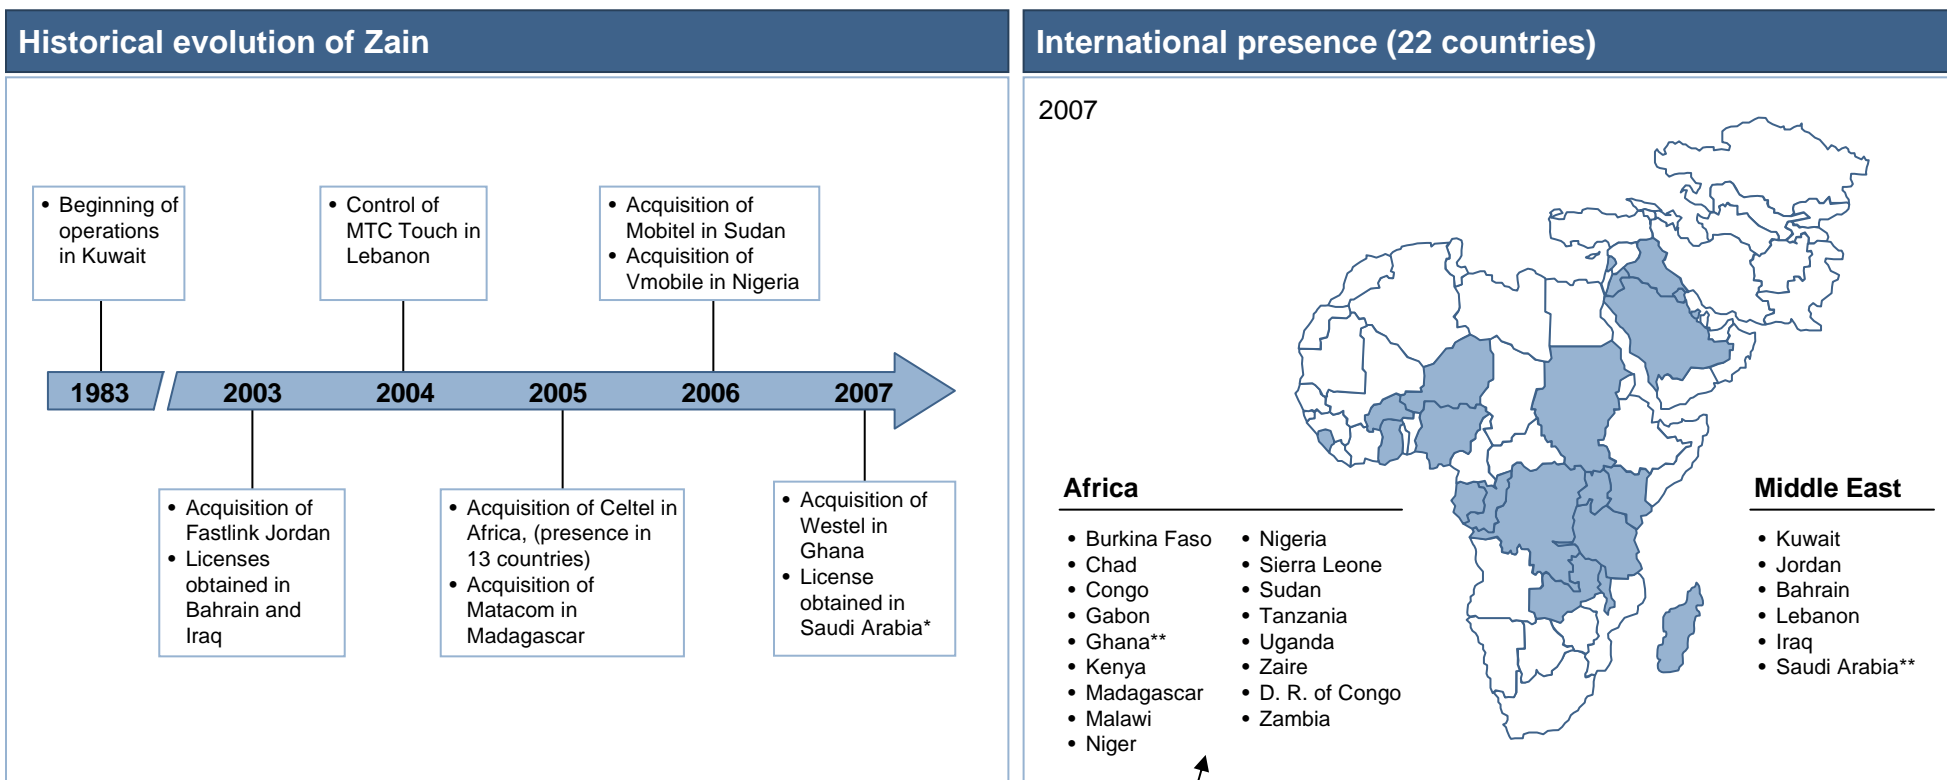 Historical evolution of Zain
• Beginning of
operations
in Kuwait
• Control of
MTC Touch in
Lebanon
• Acquisition of
Mobitel in Sudan
• Acquisition of
Vmobile in Nigeria
1983
2003
2004
2005
2006
2007
• Acquisition of
Fastlink Jordan
• Licenses
obtained in
Bahrain and
Iraq
• Acquisition of Celtel in
Africa, (presence in
13 countries)
• Acquisition of
Matacom in
Madagascar
• Acquisition of
Westel in
Ghana
• License
obtained in
Saudi Arabia*
International presence (22 countries)
2007
Africa
• Burkina Faso
• Chad
• Congo
• Gabon
• Ghana**
• Kenya
• Madagascar
• Malawi
• Niger
• Nigeria
• Sierra Leone
• Sudan
• Tanzania
• Uganda
• Zaire
• D. R. of Congo
• Zambia
Middle East
• Kuwait
• Jordan
• Bahrain
• Lebanon
• Iraq
• Saudi Arabia**